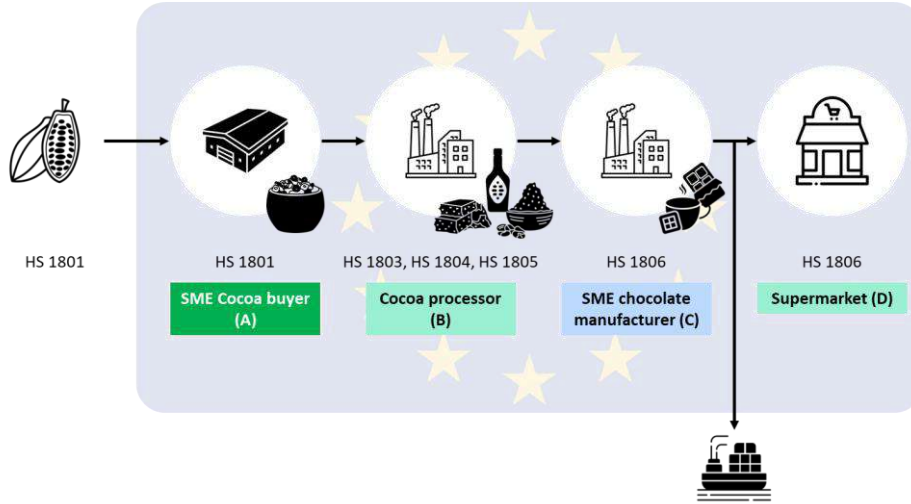 HS 1801
HS 1801
HS 1803, HS 1804, HS 1805
HS 1806
HS 1806
SME Cocoa buyer
(A)
Cocoa processor
(B)
SME chocolate
manufacturer (C)
Supermarket (D)